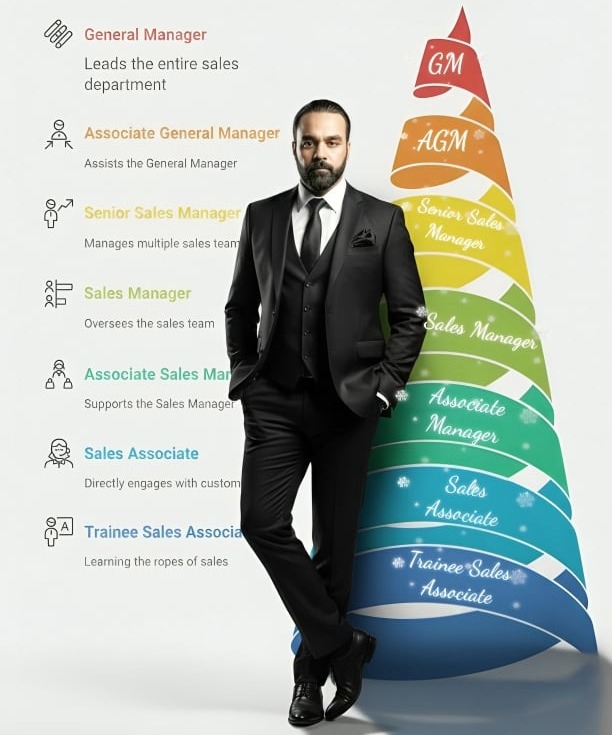 General Manager
Leads the entire sales
department
Associate General Manager
Assists the General Manager
Senior Sales Manager
Manages multiple sales team
Sales Manager
Oversees the sales team
Associate Sales Mar
Supports the Sales Manager
Sales Associate
Directly engages with custom
Trainee Sales Associa
Learning the ropes of sales
A
GM
AGM
Senior Sales
Manager
Sales Manager
Associate
Manager
Sales
Associate
Trainee Sales
Associate